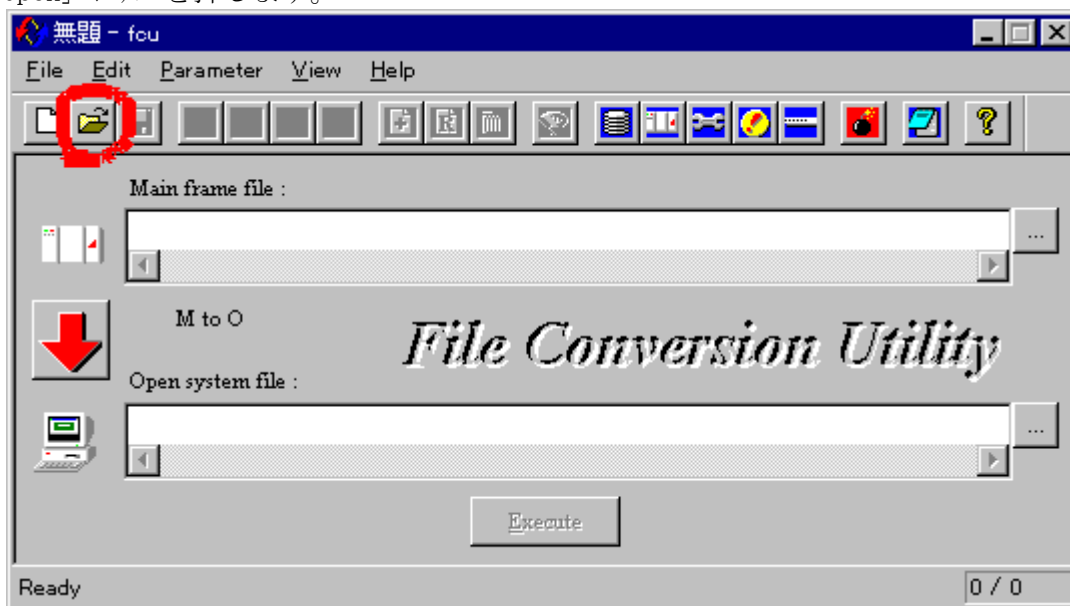 無題 - fcu
File Edit Parameter View Help
Main frame file :
...
M to O
File Conversion Utility
Open system file :
...
Execute
Ready
0 / 0